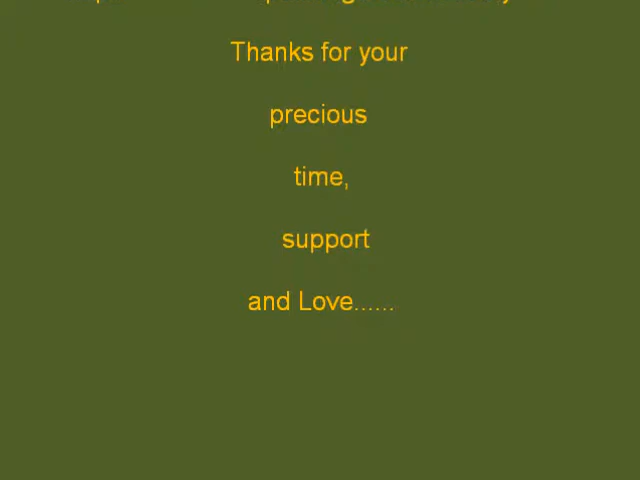 Thanks for your
precious
time,
support
and Love......